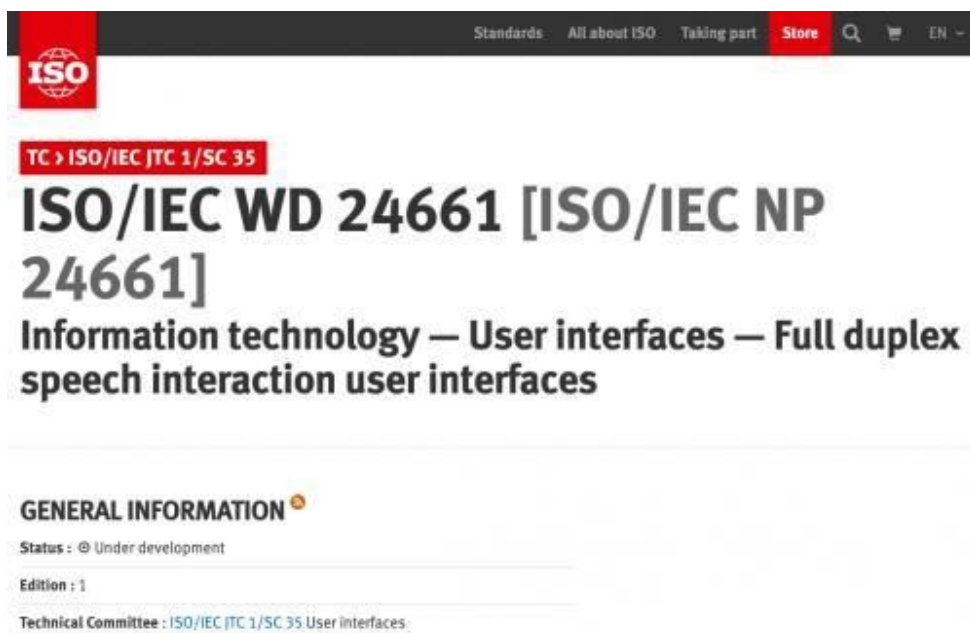 Standards All about ISO Taking part Store EN
ISO
TC › ISO/IEC JTC 1/SC 35
ISO/IEC WD 24661 [ISO/IEC NP
24661]
Information technology — User interfaces — Full duplex
speech interaction user interfaces
GENERAL INFORMATION
Status : Under development
Edition : 1
Technical Committee : ISO/IEC JTC 1/SC 35 User interfaces